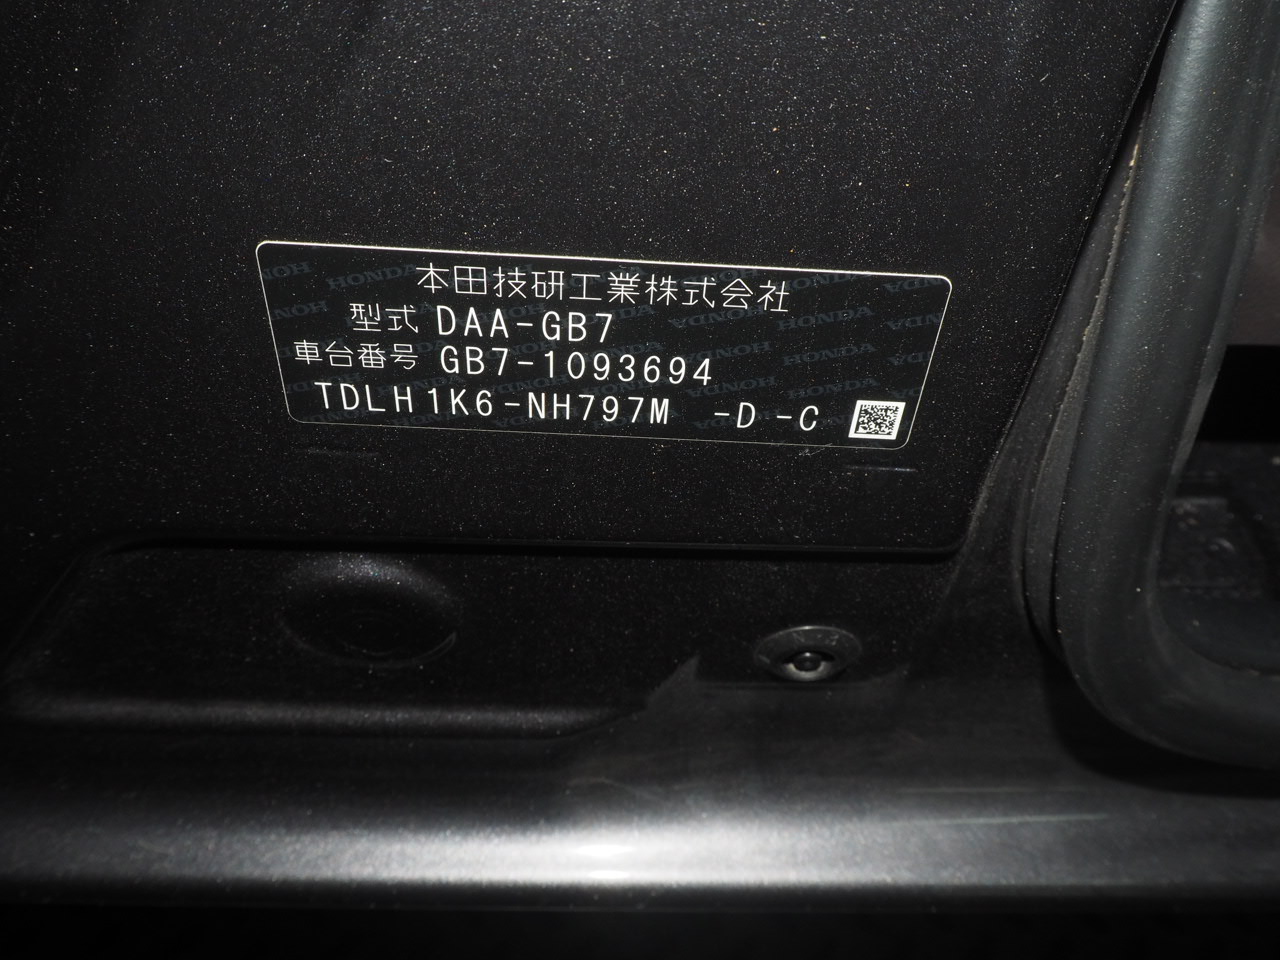 本田技研工業株式会社
型式 DAA-GB7
車台番号 GB7-1093694
TDLH1K6-NH797M -D -C